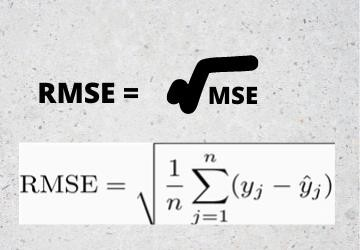 RMSE = √MSE
RMSE = √ 1/n ∑_{j=1}^{n} (y_j − ŷ_j)